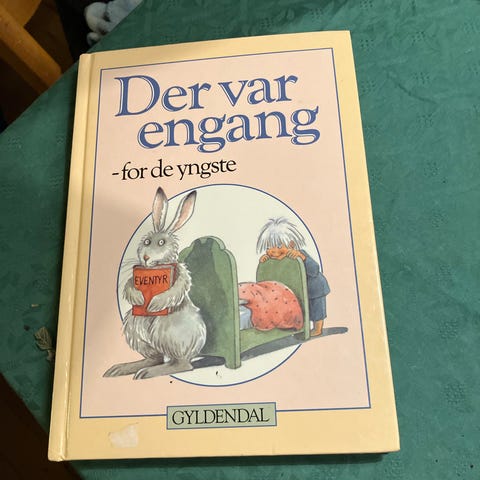 Der var
engang
-for de yngste
EVENTYR
GYLDENDAL